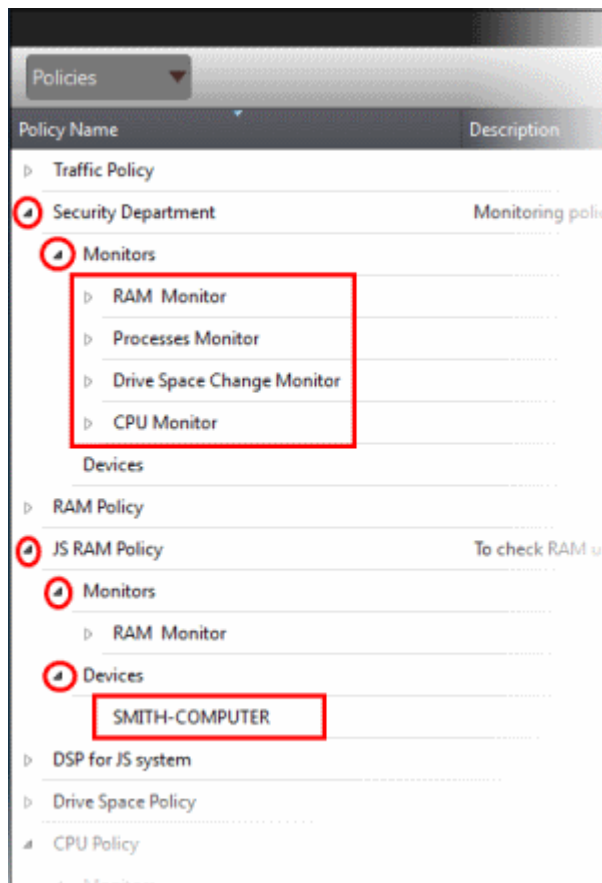 Policies
Policy Name Description
Traffic Policy
Security Department Monitoring
Monitors
RAM Monitor
Processes Monitor
Drive Space Change Monitor
CPU Monitor
Devices
RAM Policy
JS RAM Policy To check RAM
Monitors
RAM Monitor
Devices
SMITH-COMPUTER
DSP for JS system
Drive Space Policy
CPU Policy